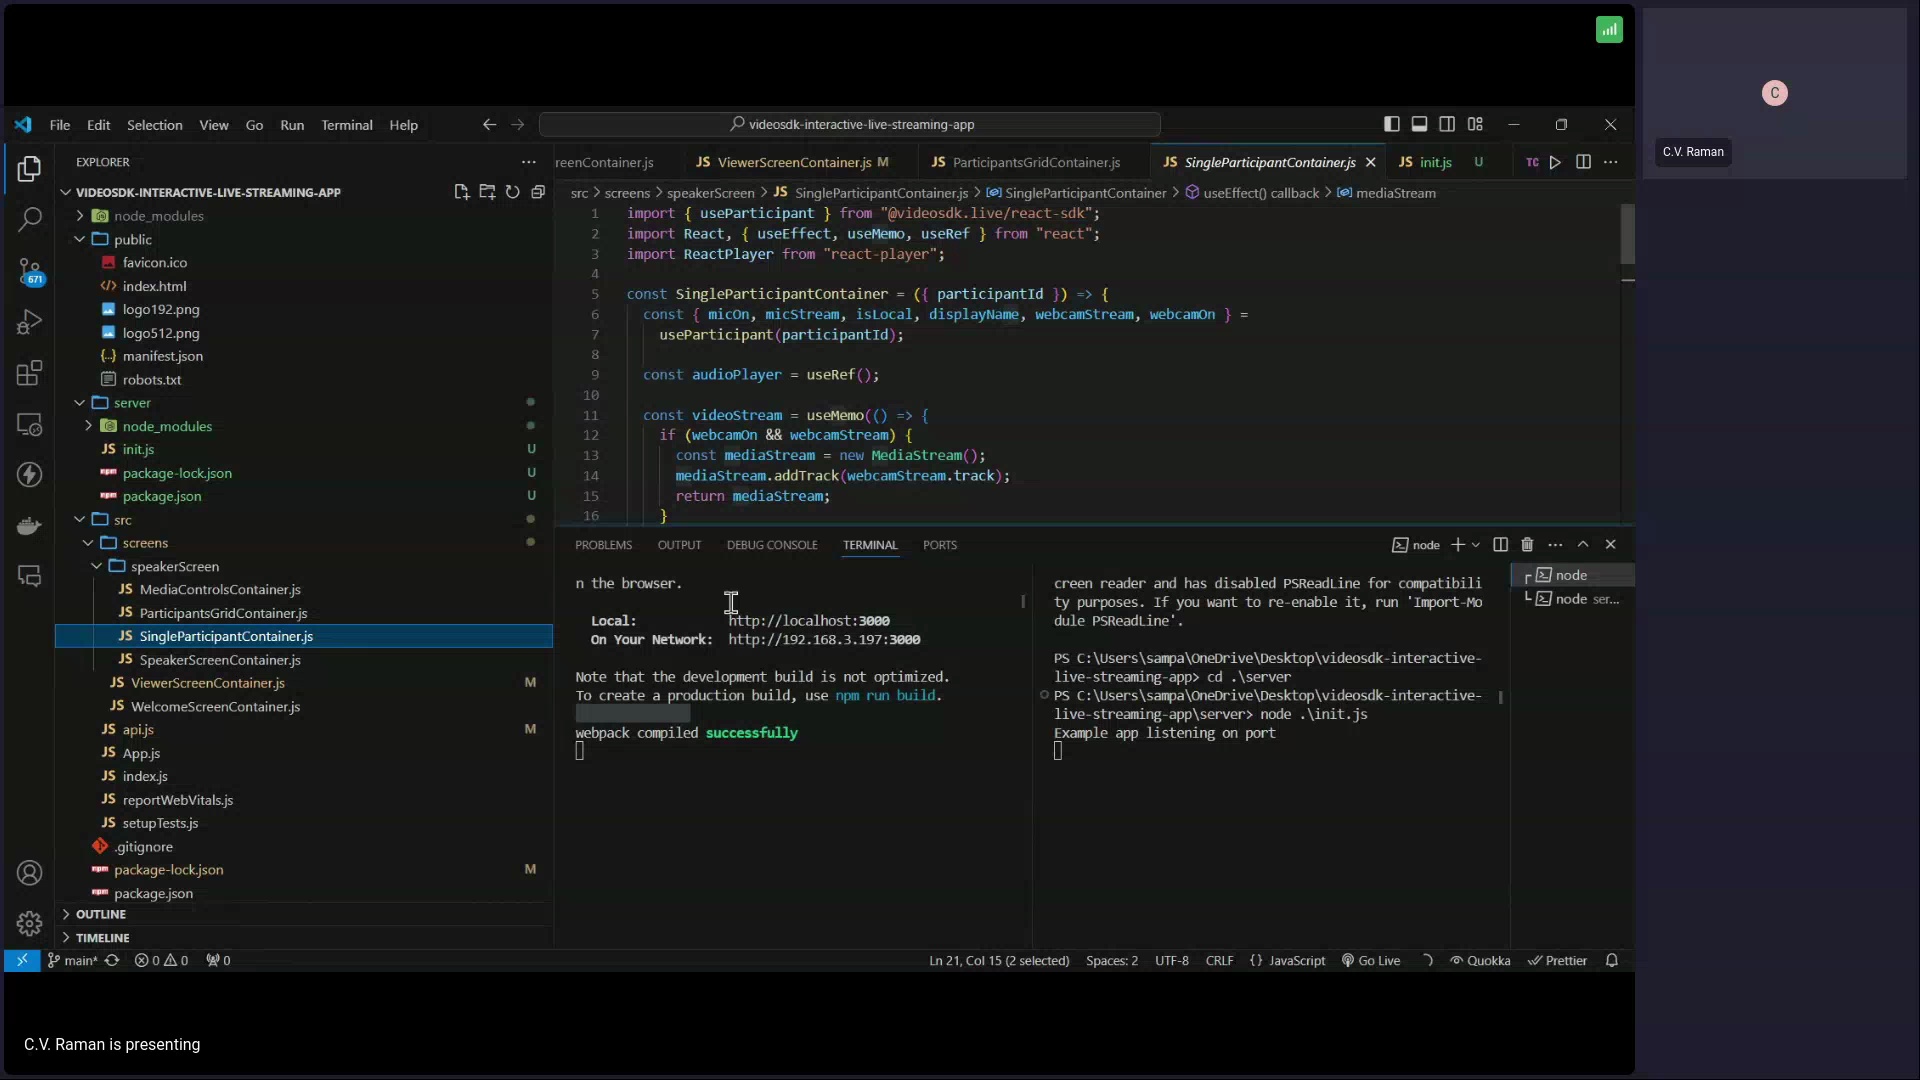 File Edit Selection View Go Run Terminal Help
videosdk-interactive-live-streaming-app
C
C.V. Raman
EXPLORER
VIDEOSDK-INTERACTIVE-LIVE-STREAMING-APP
node_modules
public
favicon.ico
index.html
logo192.png
logo512.png
manifest.json
robots.txt
server
node_modules
init.js U
package-lock.json U
package.json U
src
screens
speakerScreen
MediaControlsContainer.js
ParticipantsGridContainer.js
SingleParticipantContainer.js
SpeakerScreenContainer.js
ViewerScreenContainer.js M
WelcomeScreenContainer.js
api.js M
App.js
index.js
reportWebVitals.js
setupTests.js
.gitignore
package-lock.json M
package.json
OUTLINE
TIMELINE
671
reenContainer.js JS ViewerScreenContainer.js M JS ParticipantsGridContainer.js JS SingleParticipantContainer.js JS init.js U TC
src > screens > speakerScreen > JS SingleParticipantContainer.js > SingleParticipantContainer > useEffect() callback > mediaStream
1 import { useParticipant } from "@videosdk.live/react-sdk";
2 import React, { useEffect, useMemo, useRef } from "react";
3 import ReactPlayer from "react-player";
4
5 const SingleParticipantContainer = ({ participantId }) => {
6 const { micOn, micStream, isLocal, displayName, webcamStream, webcamOn } =
7 useParticipant(participantId);
8
9 const audioPlayer = useRef();
10
11 const videoStream = useMemo(() => {
12 if (webcamOn && webcamStream) {
13 const mediaStream = new MediaStream();
14 mediaStream.addTrack(webcamStream.track);
15 return mediaStream;
16 }
PROBLEMS OUTPUT DEBUG CONSOLE TERMINAL PORTS
node
n the browser.
Local: http://localhost:3000
On Your Network: http://192.168.3.197:3000
Note that the development build is not optimized.
To create a production build, use npm run build.
webpack compiled successfully
creen reader and has disabled PSReadLine for compatibili
ty purposes. If you want to re-enable it, run 'Import-Mo
dule PSReadLine'.
PS C:\Users\sampa\OneDrive\Desktop\videosdk-interactive-
live-streaming-app> cd .\server
PS C:\Users\sampa\OneDrive\Desktop\videosdk-interactive-
live-streaming-app\server> node .\init.js
Example app listening on port
node
node ser...
main* 0 0 0 Ln 21, Col 15 (2 selected) Spaces: 2 UTF-8 CRLF {} JavaScript Go Live Quokka Prettier
C.V. Raman is presenting